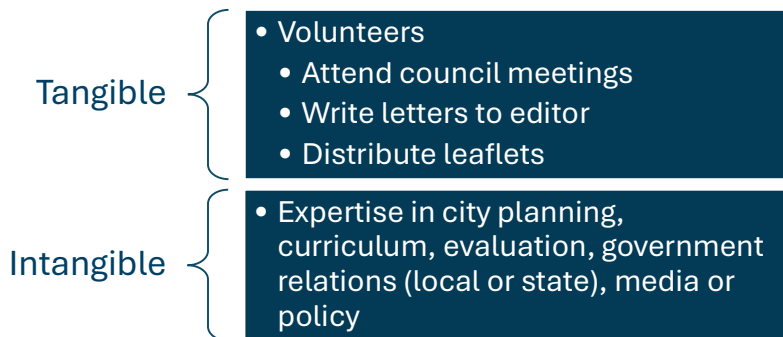 Tangible
• Volunteers
• Attend council meetings
• Write letters to editor
• Distribute leaflets
Intangible
• Expertise in city planning,
curriculum, evaluation, government
relations (local or state), media or
policy